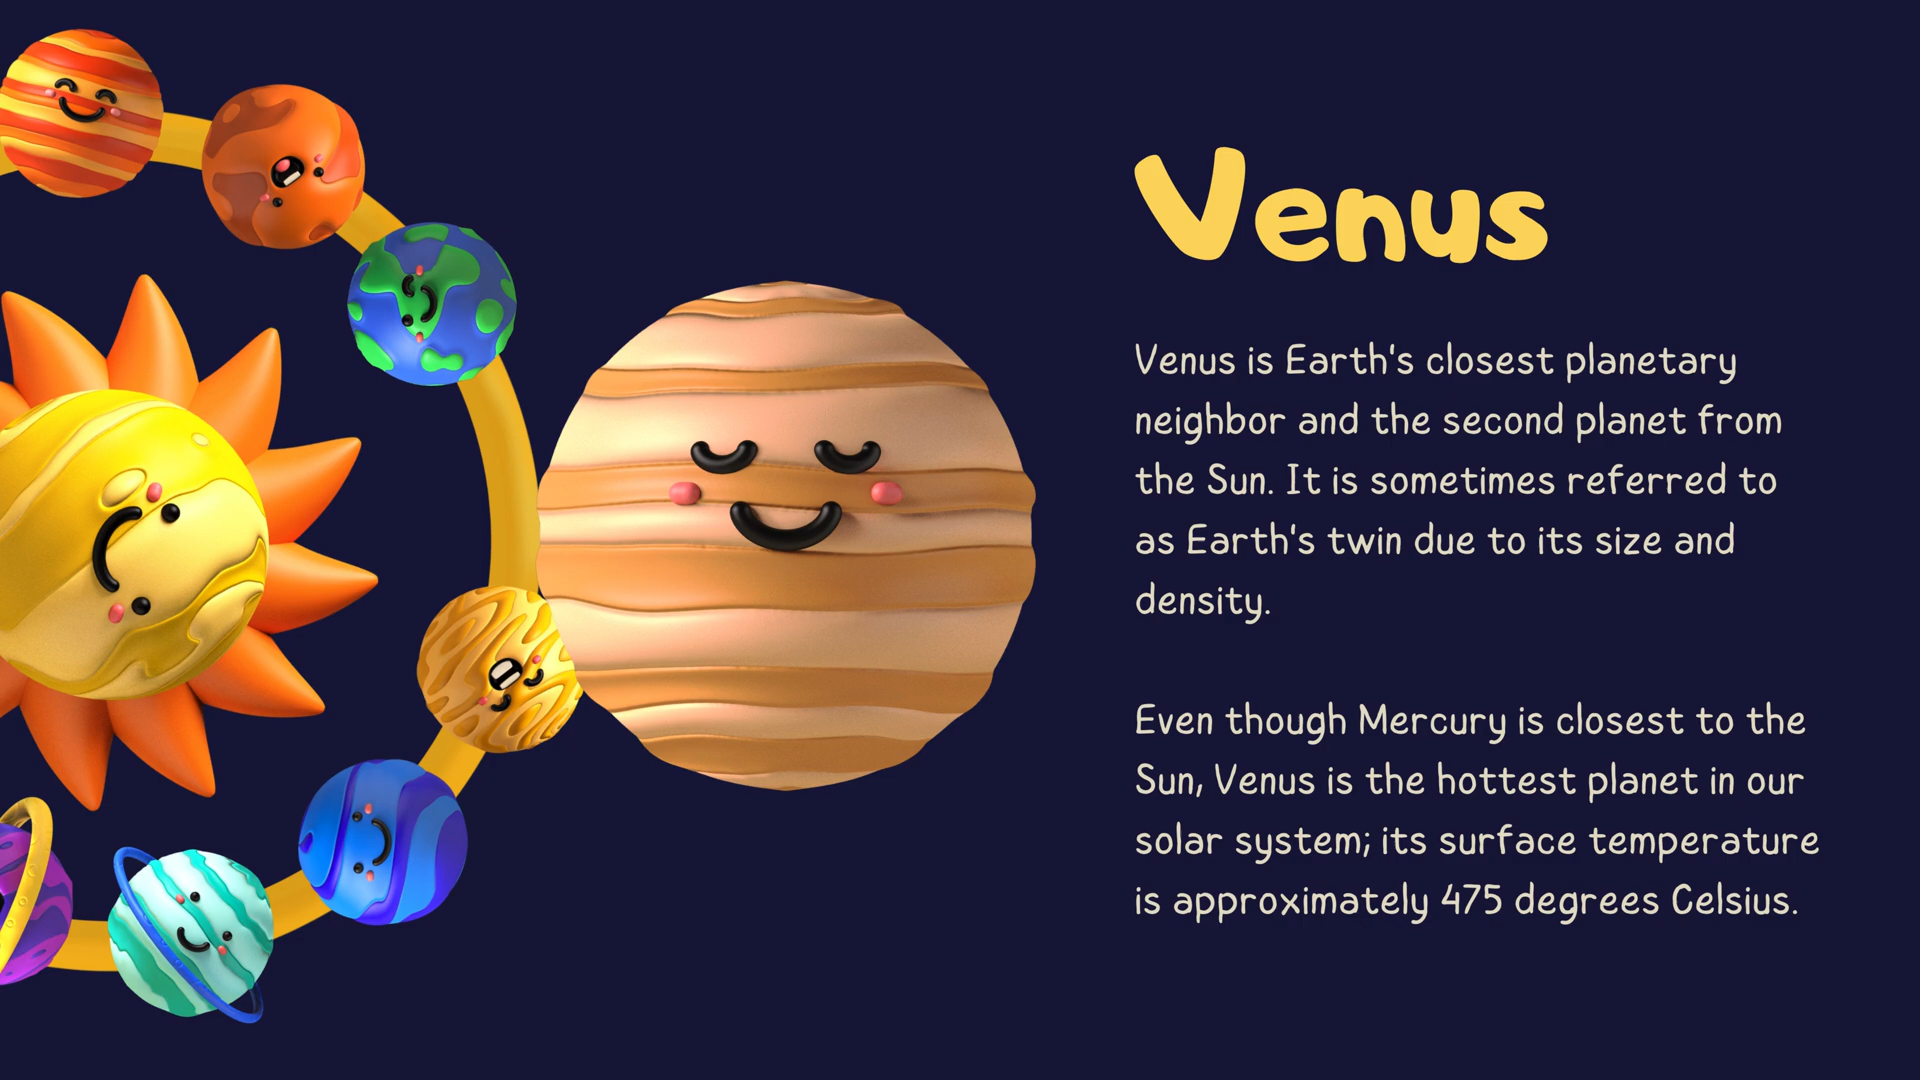 Venus
Venus is Earth's closest planetary
neighbor and the second planet from
the Sun. It is sometimes referred to
as Earth's twin due to its size and
density.
Even though Mercury is closest to the
Sun, Venus is the hottest planet in our
solar system; its surface temperature
is approximately 475 degrees Celsius.